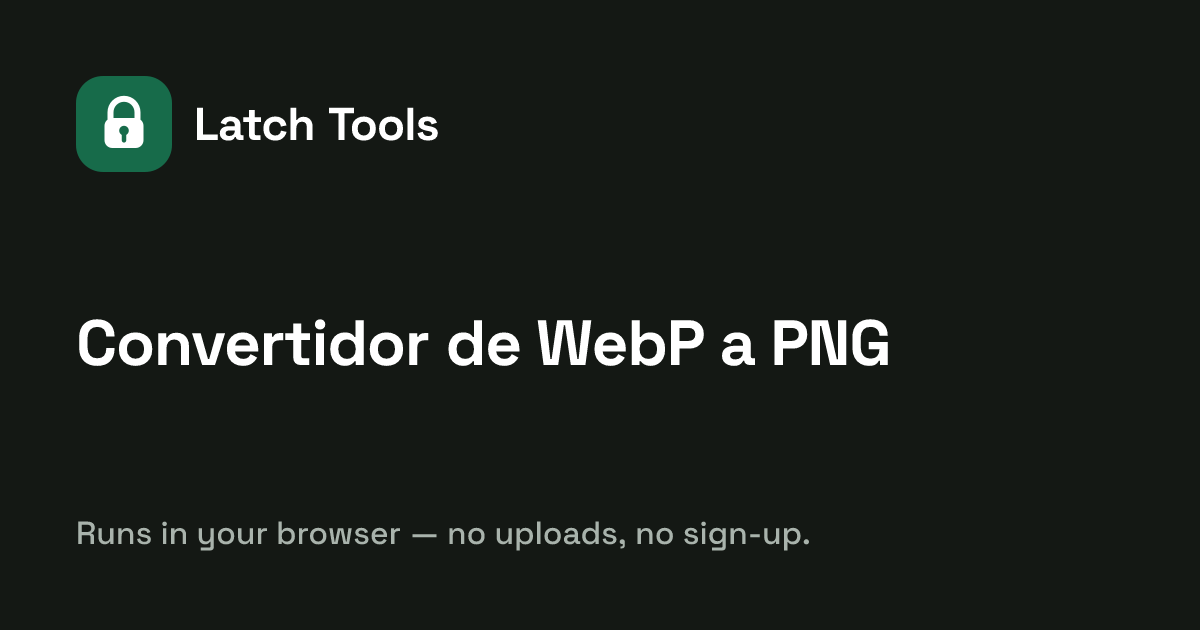 Latch Tools
Convertidor de WebP a PNG
Runs in your browser — no uploads, no sign-up.